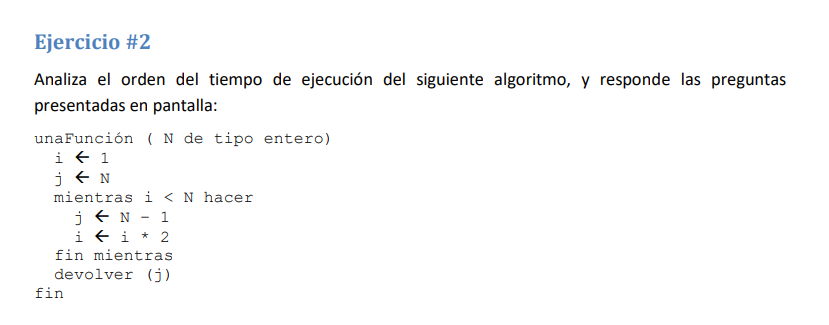 Ejercicio #2
Analiza el orden del tiempo de ejecución del siguiente algoritmo, y responde las preguntas
presentadas en pantalla:
unaFunción ( N de tipo entero)
i ← 1
j ← N
mientras i < N hacer
j ← N - 1
i ← i * 2
fin mientras
devolver (j)
fin